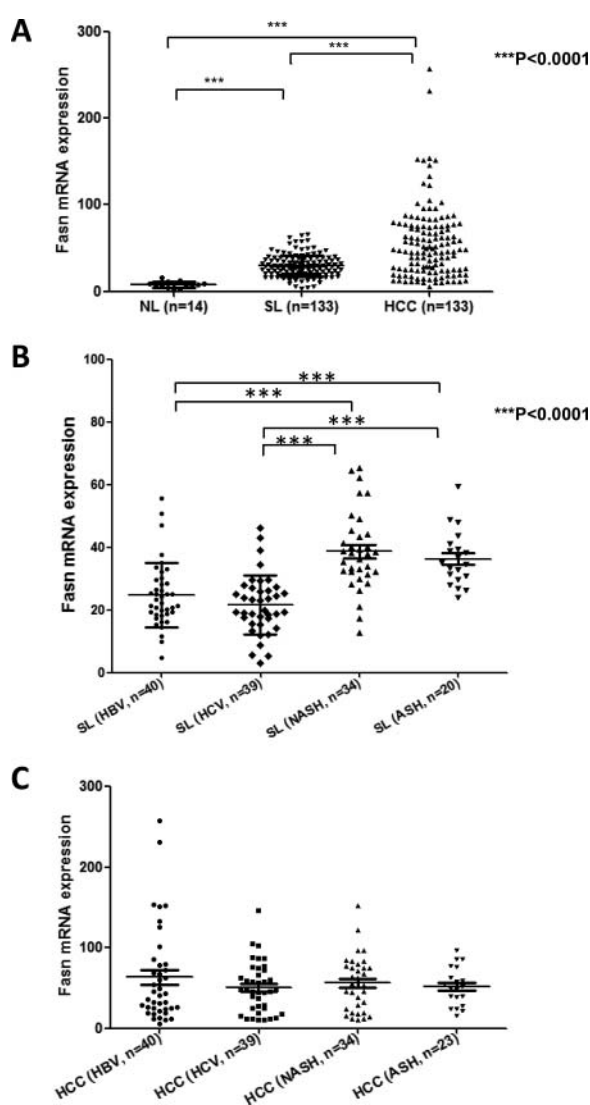 A
***
***
***
***P<0.0001
Fasn mRNA expression
300
200
100
0
NL (n=14)
SL (n=133)
HCC (n=133)
B
***
***
***
***
***P<0.0001
Fasn mRNA expression
100
80
60
40
20
0
SL (HBV, n=40)
SL (HCV, n=39)
SL (NASH, n=34)
SL (ASH, n=20)
C
Fasn mRNA expression
300
200
100
0
HCC (HBV, n=40)
HCC (HCV, n=39)
HCC (NASH, n=34)
HCC (ASH, n=23)